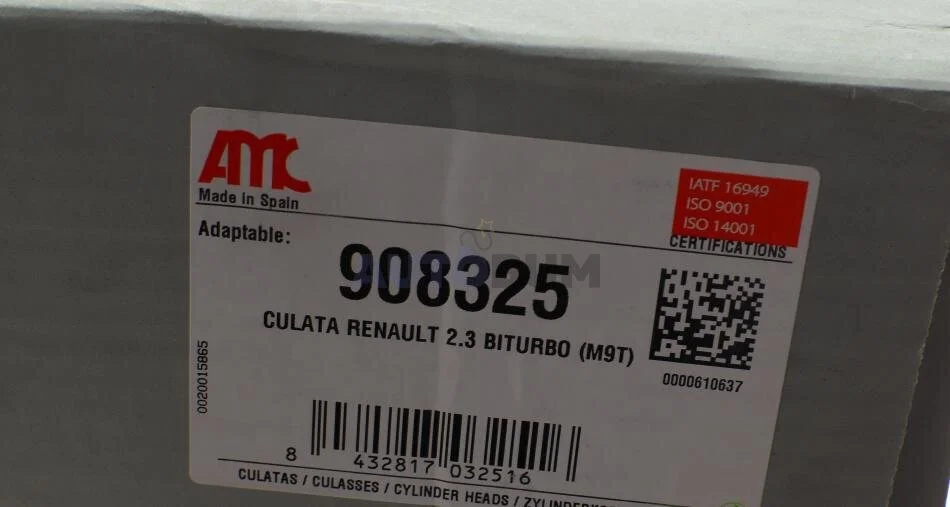 AMC
Made in Spain
IATF 16949
ISO 9001
ISO 14001
CERTIFICATIONS
Adaptable:
908325
CULATA RENAULT 2.3 BITURBO (M9T)
0000610637
0020015865
8 432817 032516
CULATAS / CULASSES / CYLINDER HEADS /